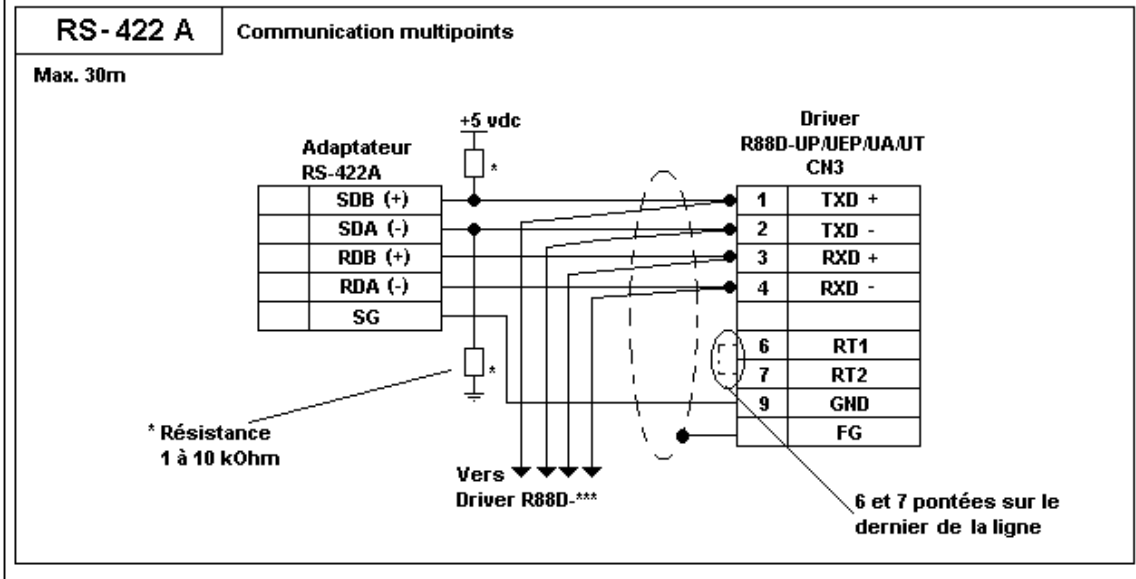 RS-422 A
Communication multipoints
Max. 30m
+5 vdc
*
Adaptateur
RS-422A
SDB (+)
SDA (-)
RDB (+)
RDA (-)
SG
*
* Résistance
1 à 10 kOhm
Vers
Driver R88D-***
Driver
R88D-UP/UEP/UA/UT
CN3
1 TXD +
2 TXD -
3 RXD +
4 RXD -
6 RT1
7 RT2
9 GND
FG
6 et 7 pontées sur le
dernier de la ligne